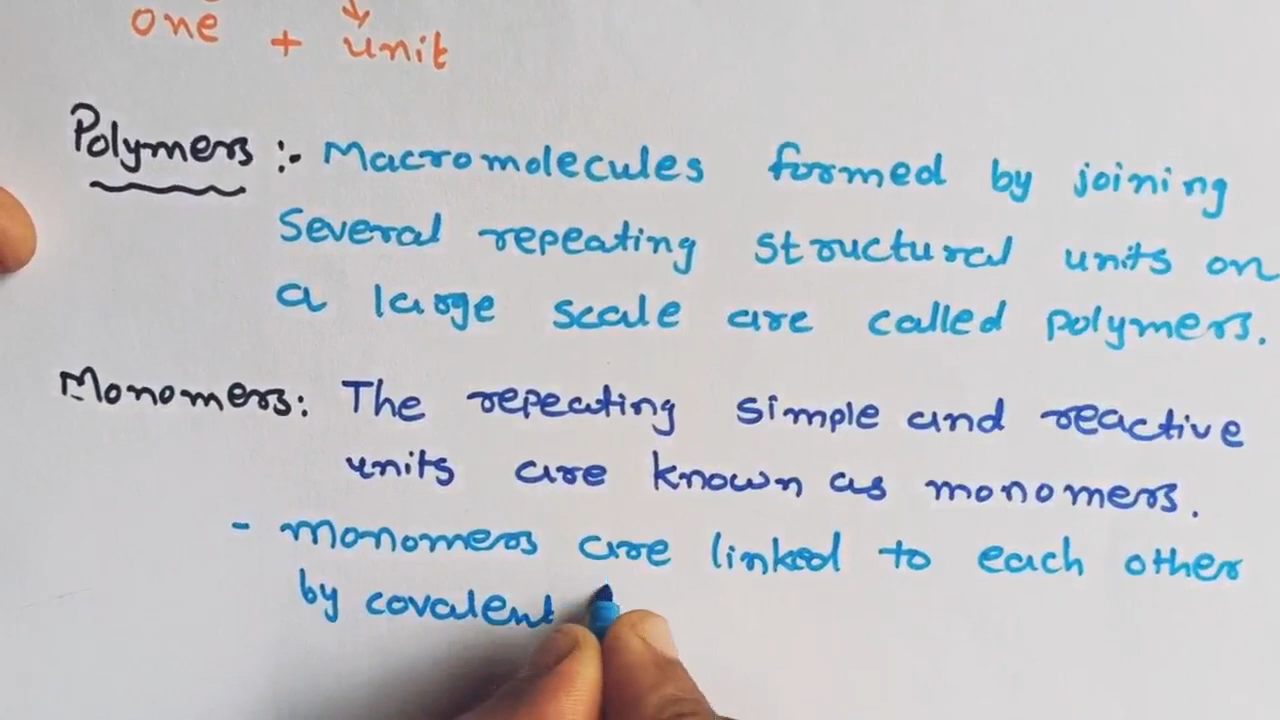 one + unit
Polymers :- Macromolecules formed by joining
Several repeating structural units on
a large scale are called polymers.
Monomers: The repeating simple and reactive
units are known as monomers.
- monomers are linked to each other
by covalent